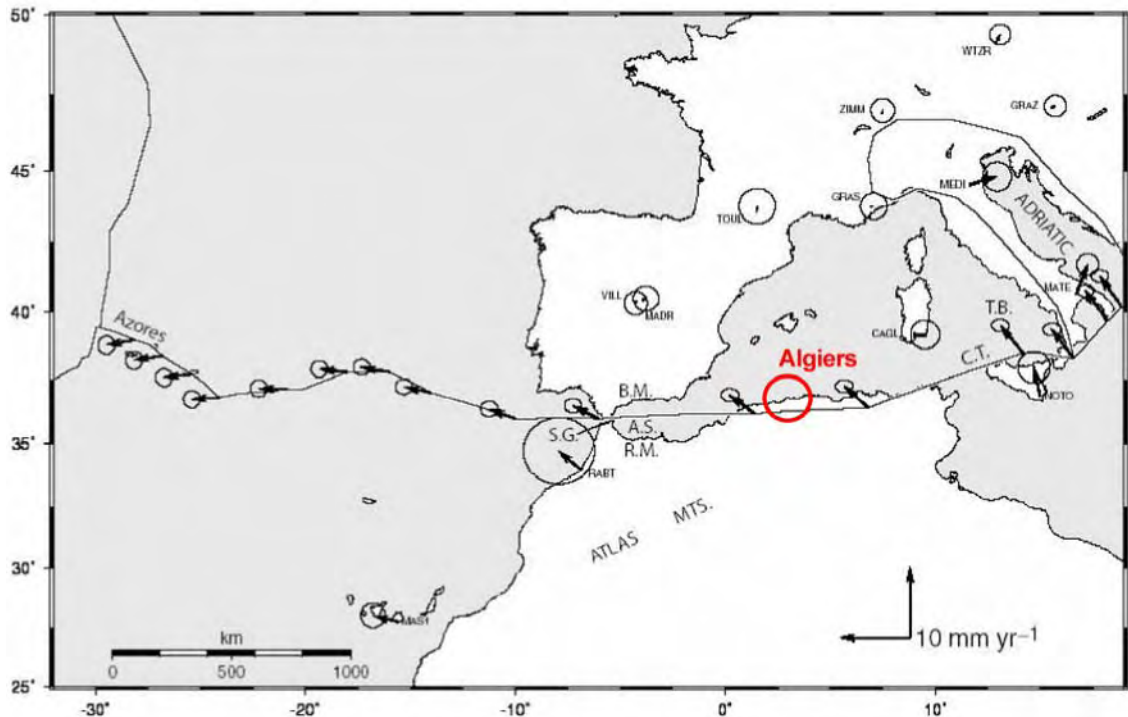 50°
45°
40°
35°
30°
25°
-30°
-20°
-10°
0°
10°
WTZR
ZIMM
GRAZ
MEDI
GRAS
TOUL
ADRIATIC
VILL
MADR
MATE
Azores
CAGL
T.B.
Algiers
C.T.
B.M.
NOTO
S.G.
A.S.
R.M.
RABT
ATLAS MTS.
MAS1
km
0 500 1000
10 mm yr⁻¹